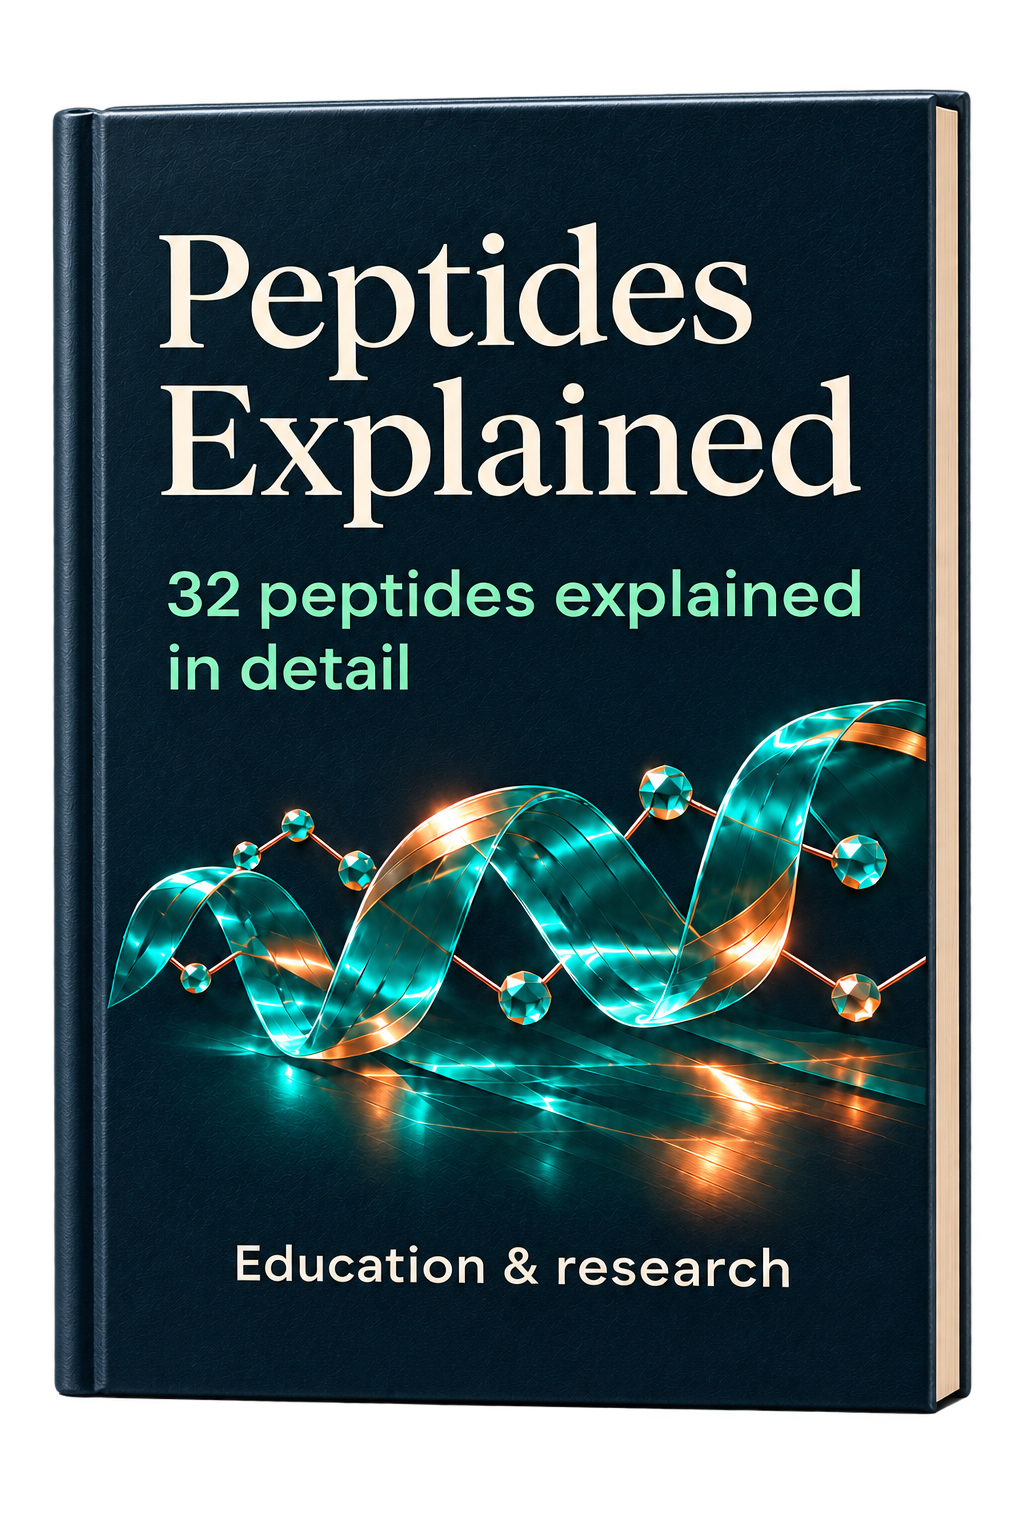 Peptides
Explained
32 peptides explained
in detail
Education & research